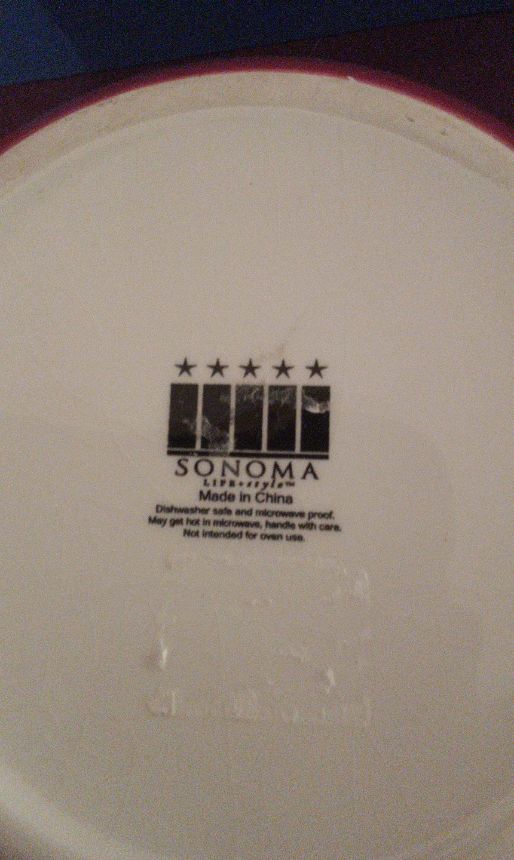 SONOMA
LIFE+style™
Made in China
Dishwasher safe and microwave proof.
May get hot in microwave, handle with care.
Not intended for oven use.